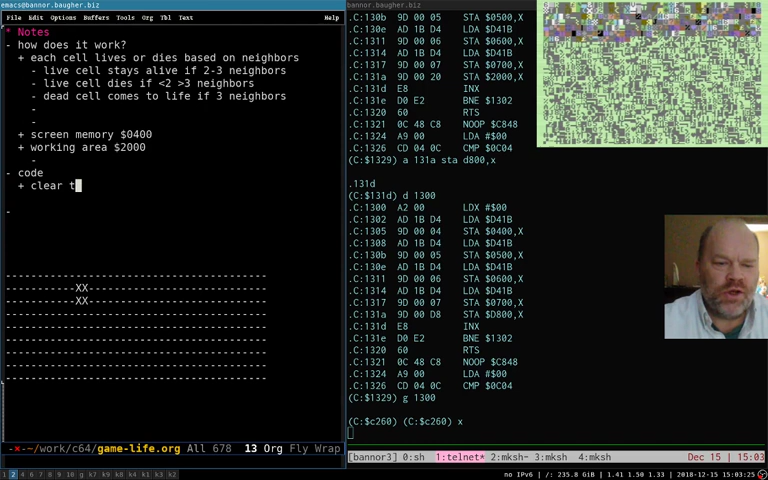 emacs@bannor.baugher.biz
File Edit Options Buffers Tools Org Tbl Text Help
* Notes
- how does it work?
+ each cell lives or dies based on neighbors
- live cell stays alive if 2-3 neighbors
- live cell dies if <2 >3 neighbors
- dead cell comes to life if 3 neighbors
-
-
+ screen memory $0400
+ working area $2000
-
- code
+ clear t
-
----------------------------------------
-----------XX---------------------------
-----------XX---------------------------
----------------------------------------
----------------------------------------
----------------------------------------
----------------------------------------
----------------------------------------
----------------------------------------
-*--~/work/c64/game-life.org All 678 13 Org Fly Wrap
bannor.baugher.biz
.C:130b 9D 00 05 STA $0500,X
.C:130e AD 1B D4 LDA $D41B
.C:1311 9D 00 06 STA $0600,X
.C:1314 AD 1B D4 LDA $D41B
.C:1317 9D 00 07 STA $0700,X
.C:131a 9D 00 20 STA $2000,X
.C:131d E8 INX
.C:131e D0 E2 BNE $1302
.C:1320 60 RTS
.C:1321 0C 48 C8 NOOP $C848
.C:1324 A9 00 LDA #$00
.C:1326 CD 04 0C CMP $0C04
(C:$1329) a 131a sta d800,x
.131d
(C:$131d) d 1300
.C:1300 A2 00 LDX #$00
.C:1302 AD 1B D4 LDA $D41B
.C:1305 9D 00 04 STA $0400,X
.C:1308 AD 1B D4 LDA $D41B
.C:130b 9D 00 05 STA $0500,X
.C:130e AD 1B D4 LDA $D41B
.C:1311 9D 00 06 STA $0600,X
.C:1314 AD 1B D4 LDA $D41B
.C:1317 9D 00 07 STA $0700,X
.C:131a 9D 00 D8 STA $D800,X
.C:131d E8 INX
.C:131e D0 E2 BNE $1302
.C:1320 60 RTS
.C:1321 0C 48 C8 NOOP $C848
.C:1324 A9 00 LDA #$00
.C:1326 CD 04 0C CMP $0C04
(C:$1329) g 1300
(C:$c260) (C:$c260) x
[bannor3] 0:sh 1:telnet* 2:mksh- 3:mksh 4:mksh Dec 15 | 15:03
no IPv6 | /: 235.8 GiB | 1.41 1.50 1.33 | 2018-12-15 15:03:25